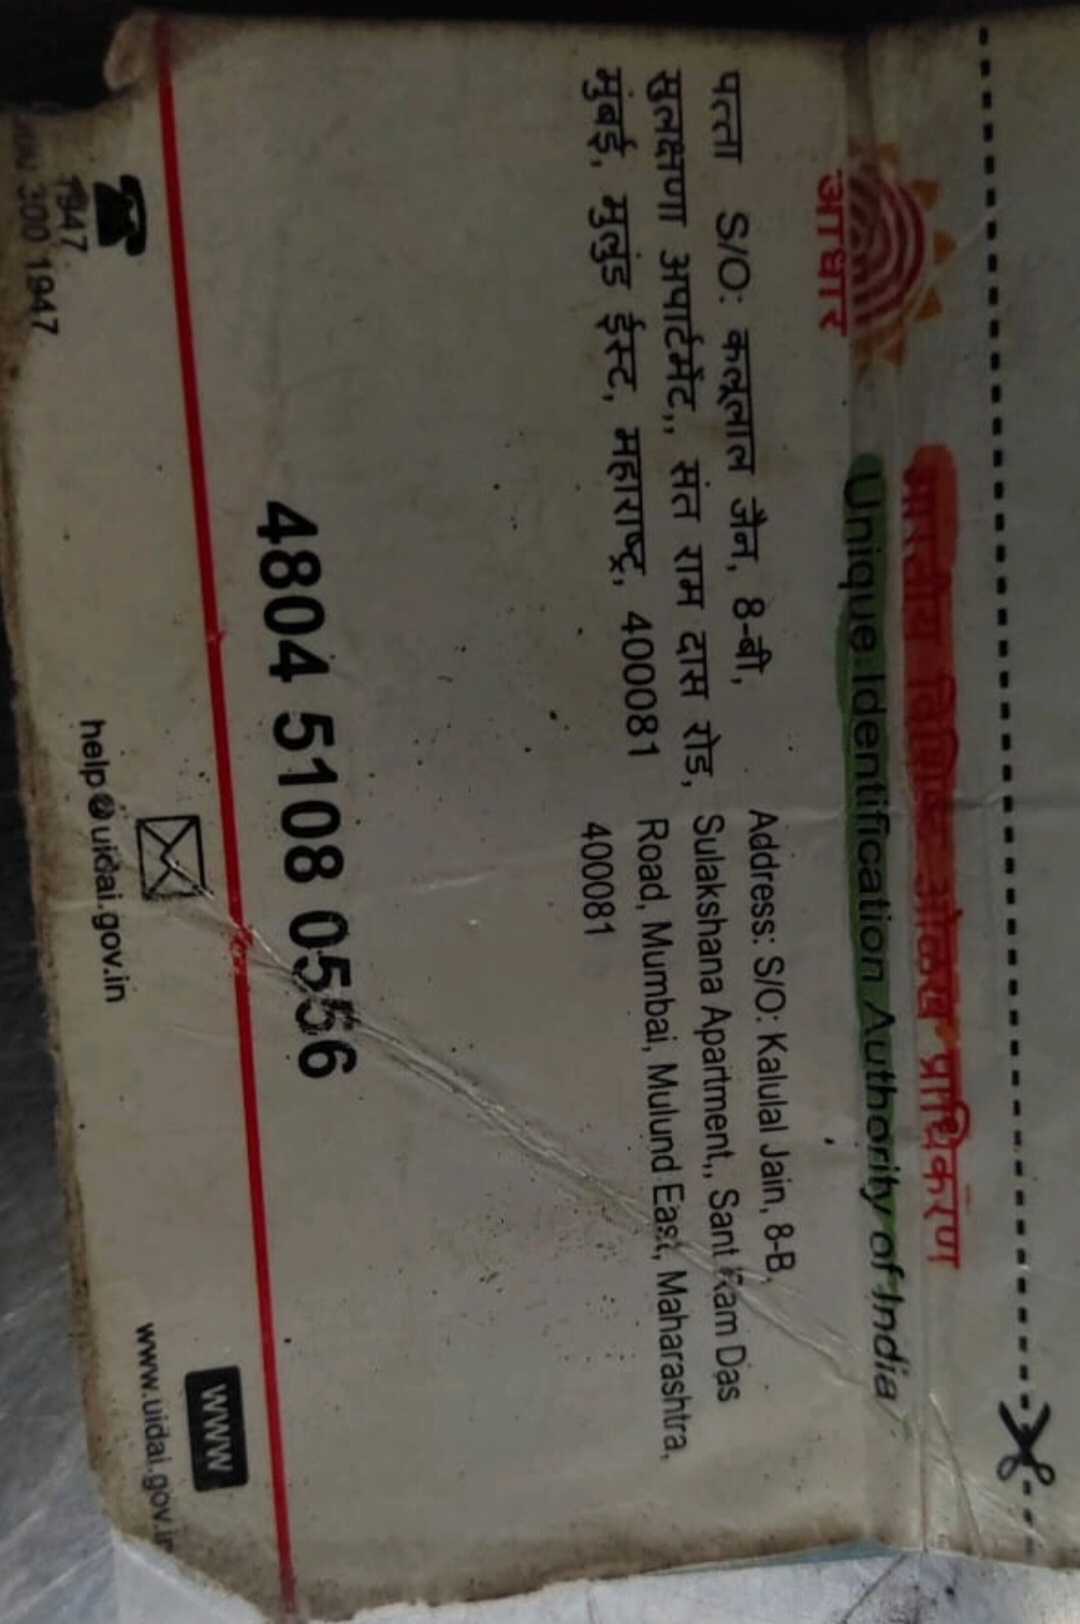 भारतीय विशिष्ट ओळख प्राधिकरण
Unique Identification Authority of India
आधार
पत्ता S/O: कलूलाल जैन, 8-बी,
सुलक्षणा अपार्टमेंट,, संत राम दास रोड,
मुंबई, मुलुंड ईस्ट, महाराष्ट्र, 400081
Address: S/O: Kalulal Jain, 8-B,
Sulakshana Apartment,, Sant Ram Das
Road, Mumbai, Mulund East, Maharashtra,
400081
4804 5108 0556
1947
300 1947
help@uidai.gov.in
www
www.uidai.gov.in